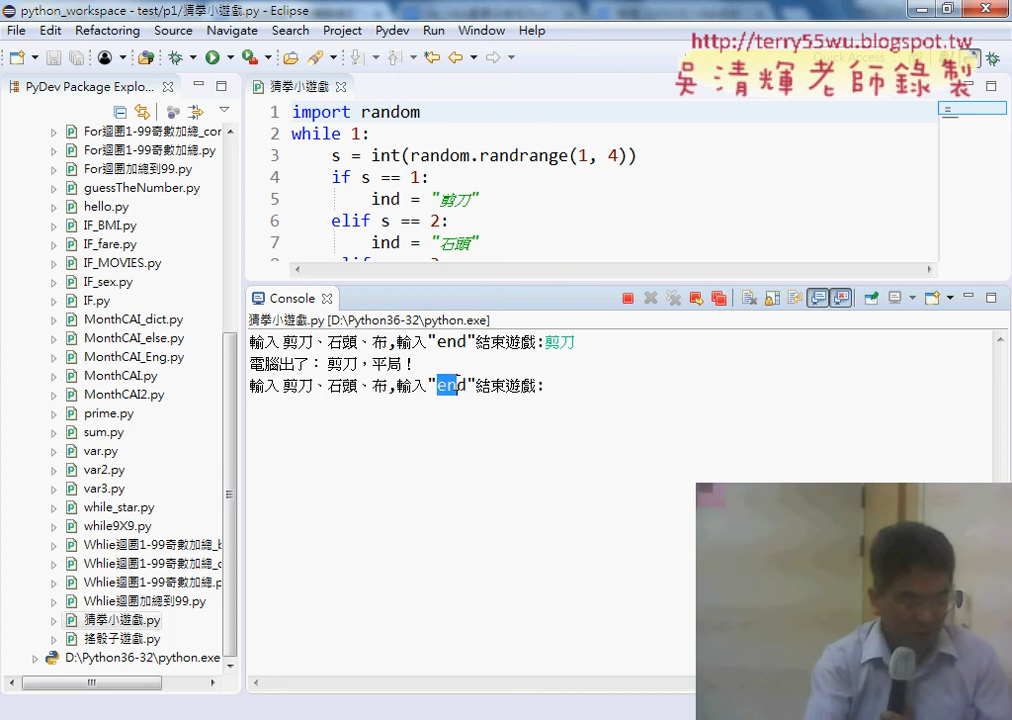 python_workspace - test/p1/猜拳小遊戲.py - Eclipse
File Edit Refactoring Source Navigate Search Project Pydev Run Window Help
http://terry55wu.blogspot.tw
吳清輝老師錄製
PyDev Package Explo...
For迴圈1-99奇數加總_cor
For迴圈1-99奇數加總.py
For迴圈加總到99.py
guessTheNumber.py
hello.py
IF_BMI.py
IF_fare.py
IF_MOVIES.py
IF_sex.py
IF.py
MonthCAI_dict.py
MonthCAI_else.py
MonthCAI_Eng.py
MonthCAI.py
MonthCAI2.py
prime.py
sum.py
var.py
var2.py
var3.py
while_star.py
while9X9.py
Whlie迴圈1-99奇數加總_b
Whlie迴圈1-99奇數加總_c
Whlie迴圈1-99奇數加總.p
Whlie迴圈加總到99.py
猜拳小遊戲.py
搖骰子遊戲.py
D:\Python36-32\python.exe
猜拳小遊戲
1 import random
2 while 1:
3 s = int(random.randrange(1, 4))
4 if s == 1:
5 ind = "剪刀"
6 elif s == 2:
7 ind = "石頭"
Console
猜拳小遊戲.py [D:\Python36-32\python.exe]
輸入 剪刀、石頭、布,輸入"end"結束遊戲:剪刀
電腦出了： 剪刀，平局！
輸入 剪刀、石頭、布,輸入"end"結束遊戲: